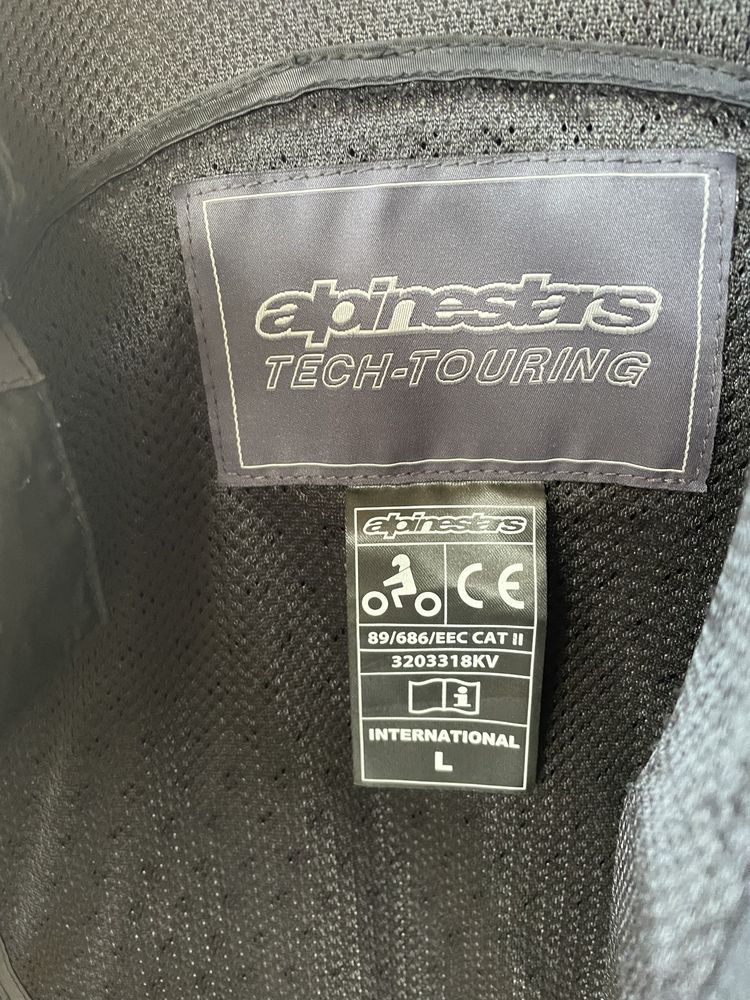 alpinestars
TECH-TOURING
alpinestars
CE
89/686/EEC CAT II
3203318KV
i
INTERNATIONAL
L